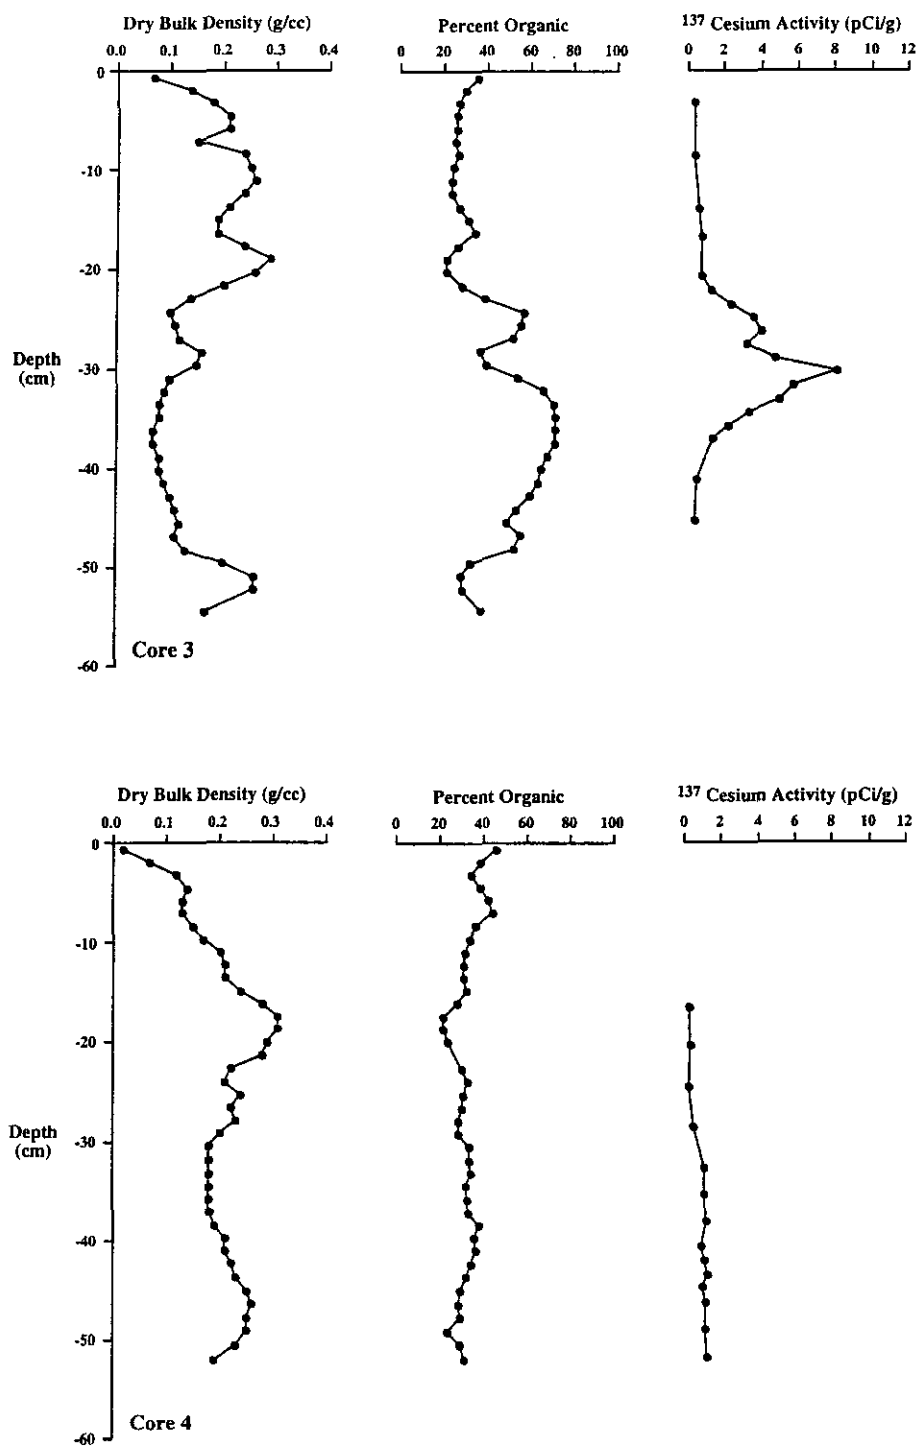 Dry Bulk Density (g/cc) Percent Organic 137 Cesium Activity (pCi/g)
0.0 0.1 0.2 0.3 0.4 0 20 40 60 80 100 0 2 4 6 8 10 12
0
-10
-20
-30
Depth
(cm)
-40
-50
-60
Core 3
Dry Bulk Density (g/cc) Percent Organic 137 Cesium Activity (pCi/g)
0.0 0.1 0.2 0.3 0.4 0 20 40 60 80 100 0 2 4 6 8 10 12
0
-10
-20
-30
Depth
(cm)
-40
-50
-60
Core 4